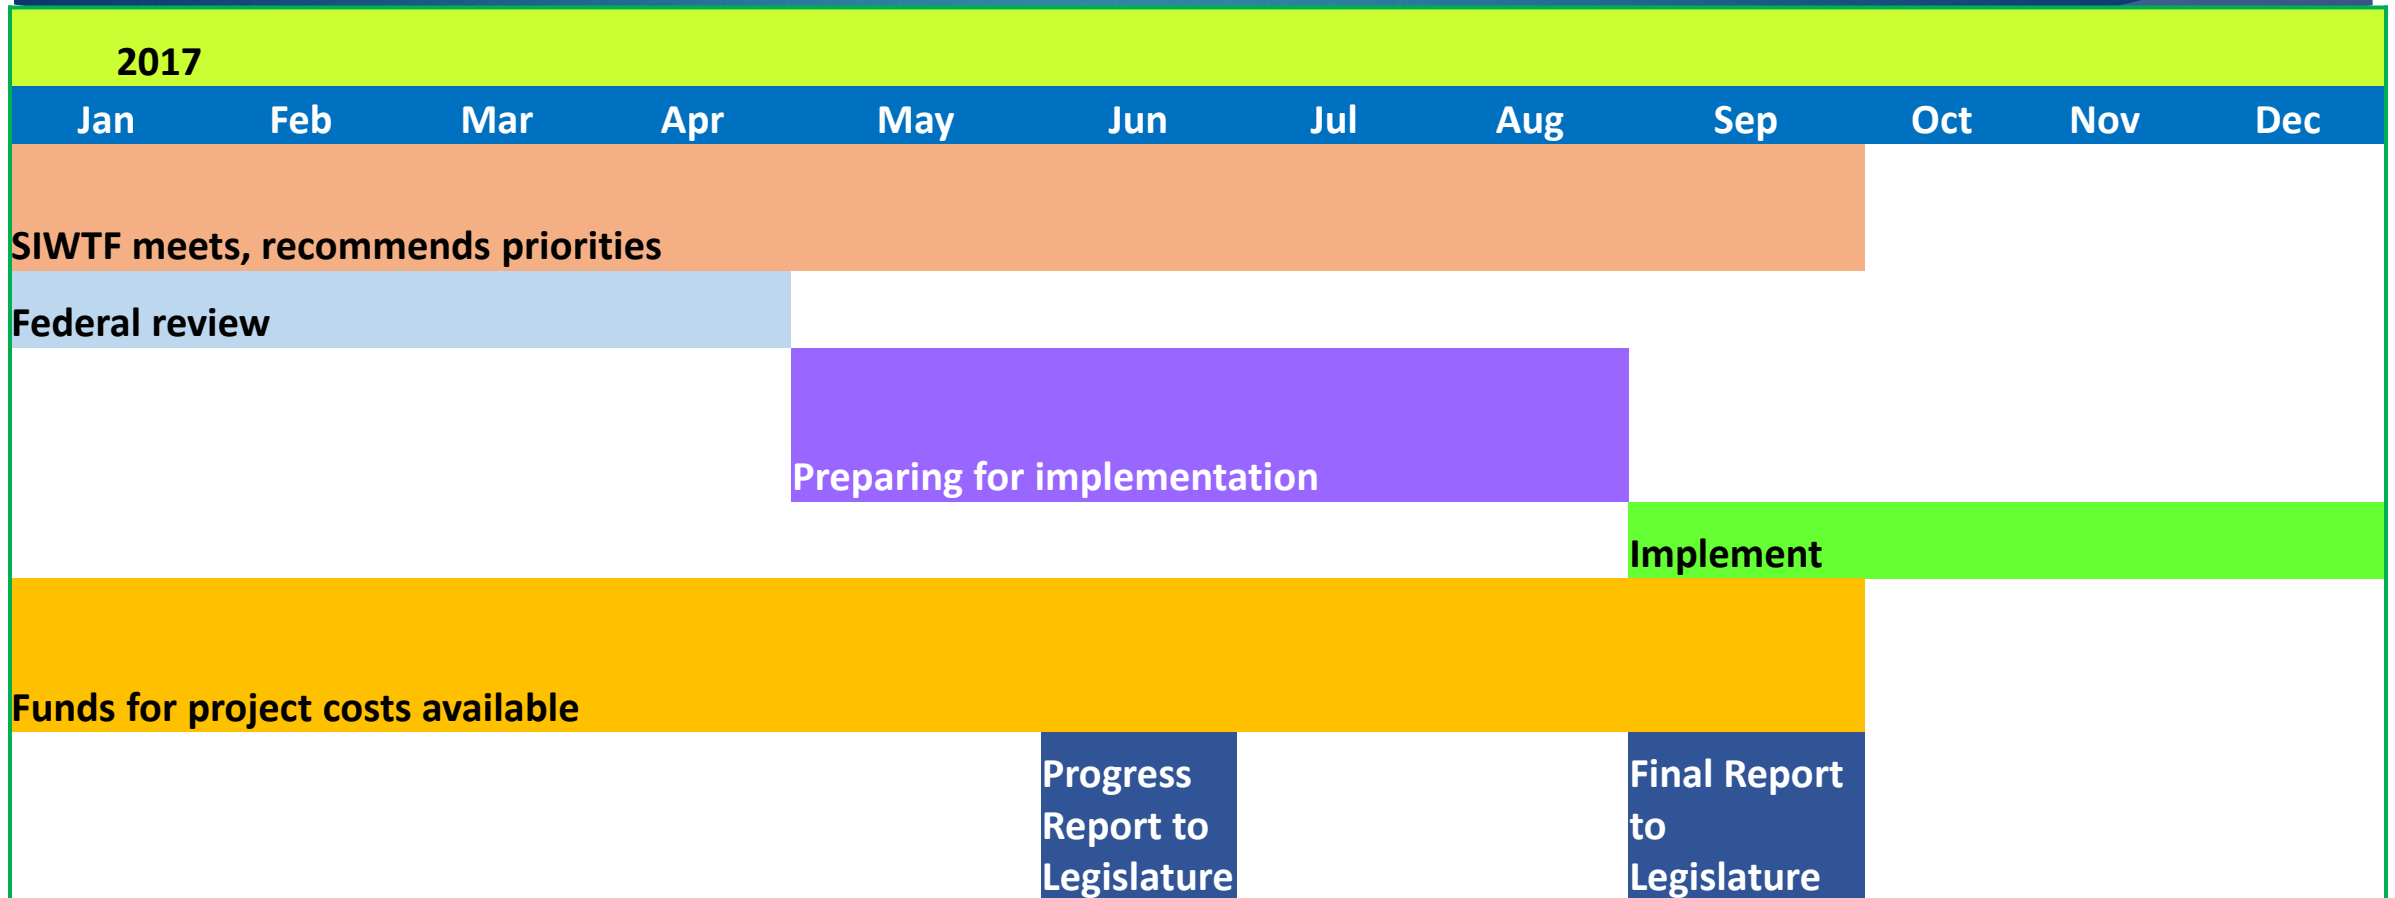 2017
Jan Feb Mar Apr May Jun Jul Aug Sep Oct Nov Dec
SIWTF meets, recommends priorities
Federal review
Preparing for implementation
Implement
Funds for project costs available
Progress
Report to
Legislature
Final Report
to
Legislature